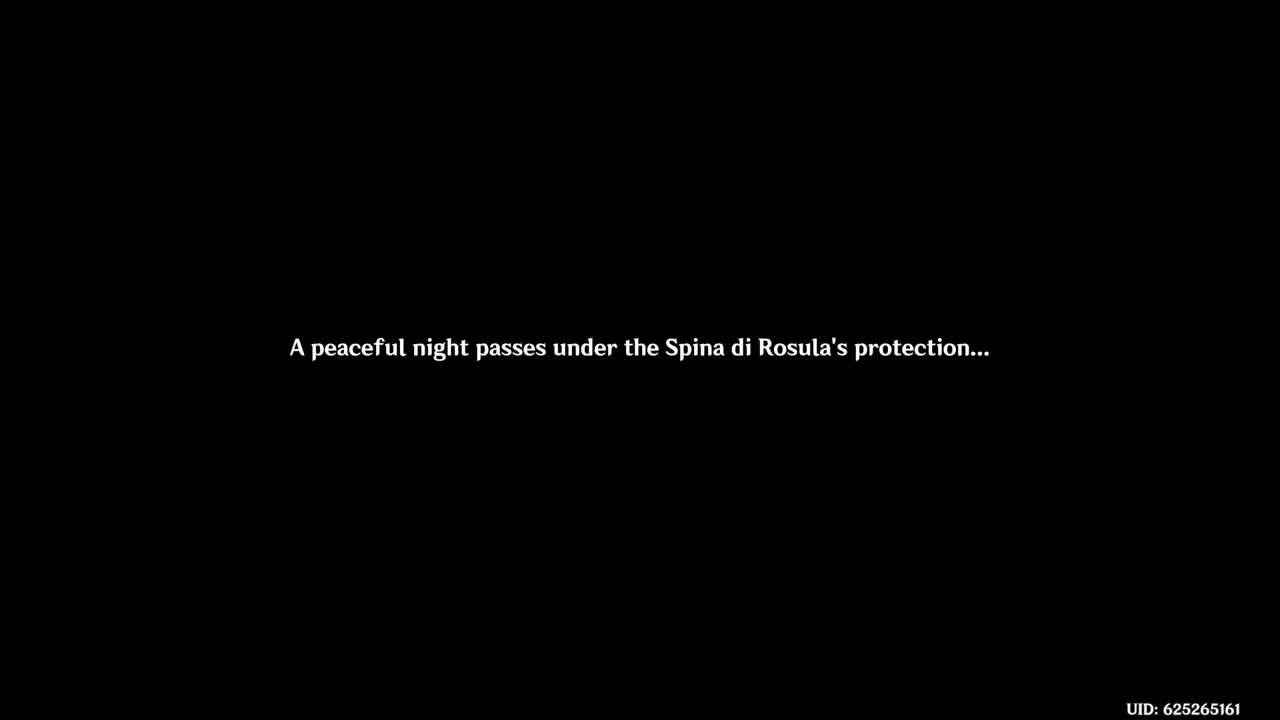 A peaceful night passes under the Spina di Rosula's protection...
UID: 625265161